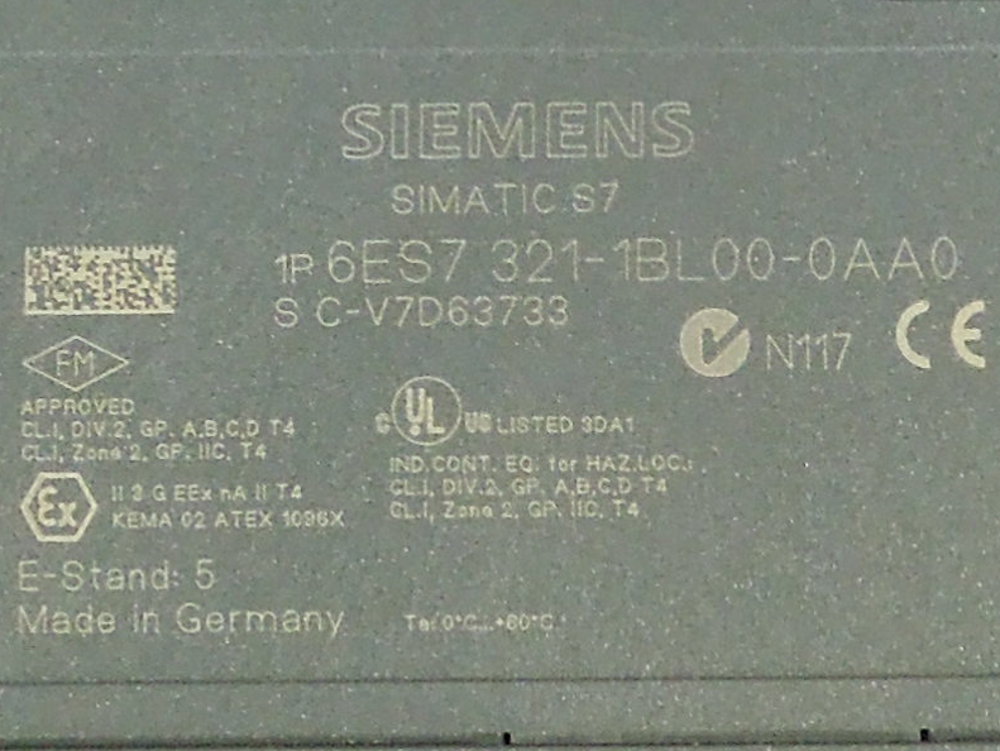 SIEMENS
SIMATIC S7
1P 6ES7 321-1BL00-0AA0
S C-V7D63733
N117 CE
FM
APPROVED
CL.I, DIV.2, GP. A,B,C,D T4
CL.I, Zone 2, GP. IIC, T4
C UL US LISTED 3DA1
IND.CONT. EQ. for HAZ.LOC.:
CL.I, DIV.2, GP. A,B,C,D T4
CL.I, Zone 2, GP. IIC, T4
Ex II 3 G EEx nA II T4
KEMA 02 ATEX 1096X
E-Stand: 5
Made in Germany
Ta: 0°C...+60°C